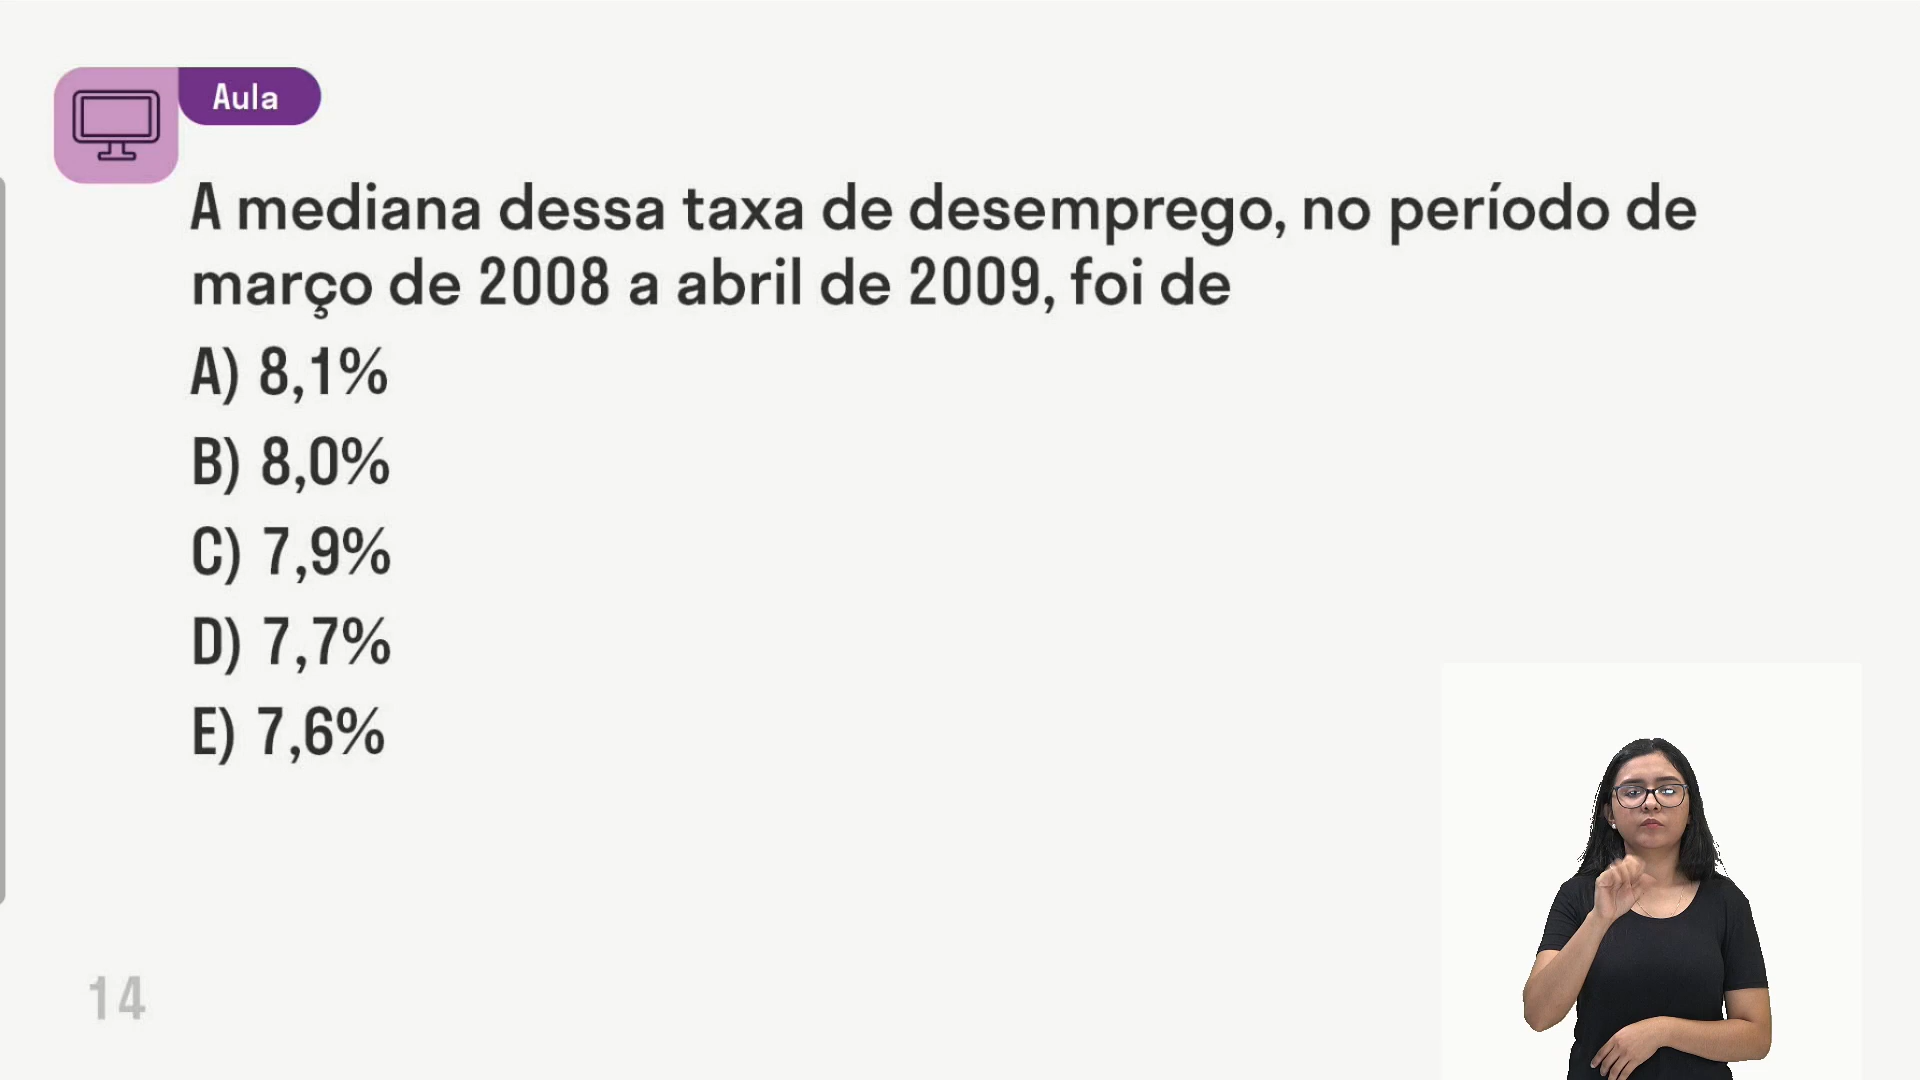 Aula
A mediana dessa taxa de desemprego, no período de
março de 2008 a abril de 2009, foi de
A) 8,1%
B) 8,0%
C) 7,9%
D) 7,7%
E) 7,6%
14